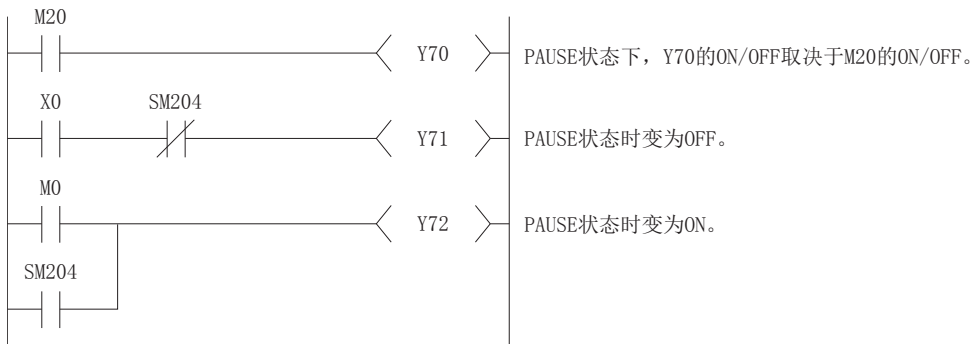 M20
Y70 PAUSE状态下，Y70的ON/OFF取决于M20的ON/OFF。
X0 SM204
Y71 PAUSE状态时变为OFF。
M0
Y72 PAUSE状态时变为ON。
SM204